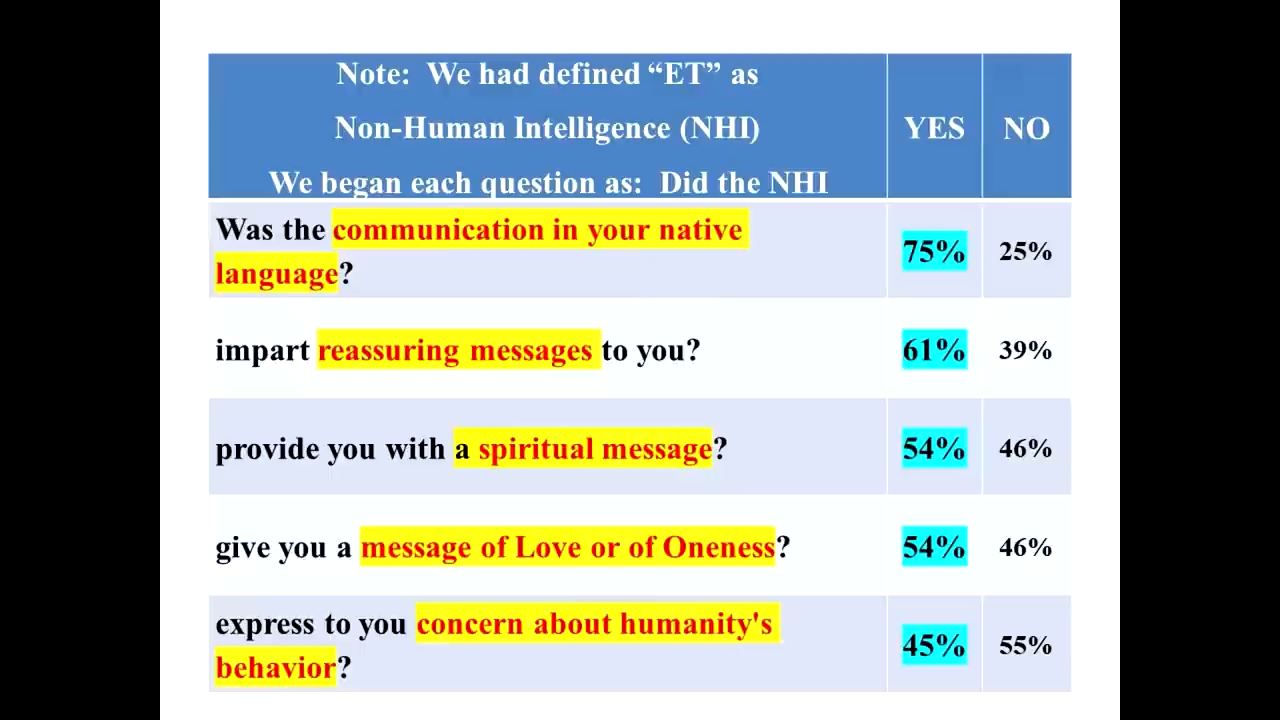 Note:  We had defined “ET” as
Non-Human Intelligence (NHI)
We began each question as:  Did the NHI
YES
NO
Was the communication in your native
language?
75%
25%
impart reassuring messages to you?
61%
39%
provide you with a spiritual message?
54%
46%
give you a message of Love or of Oneness?
54%
46%
express to you concern about humanity's
behavior?
45%
55%